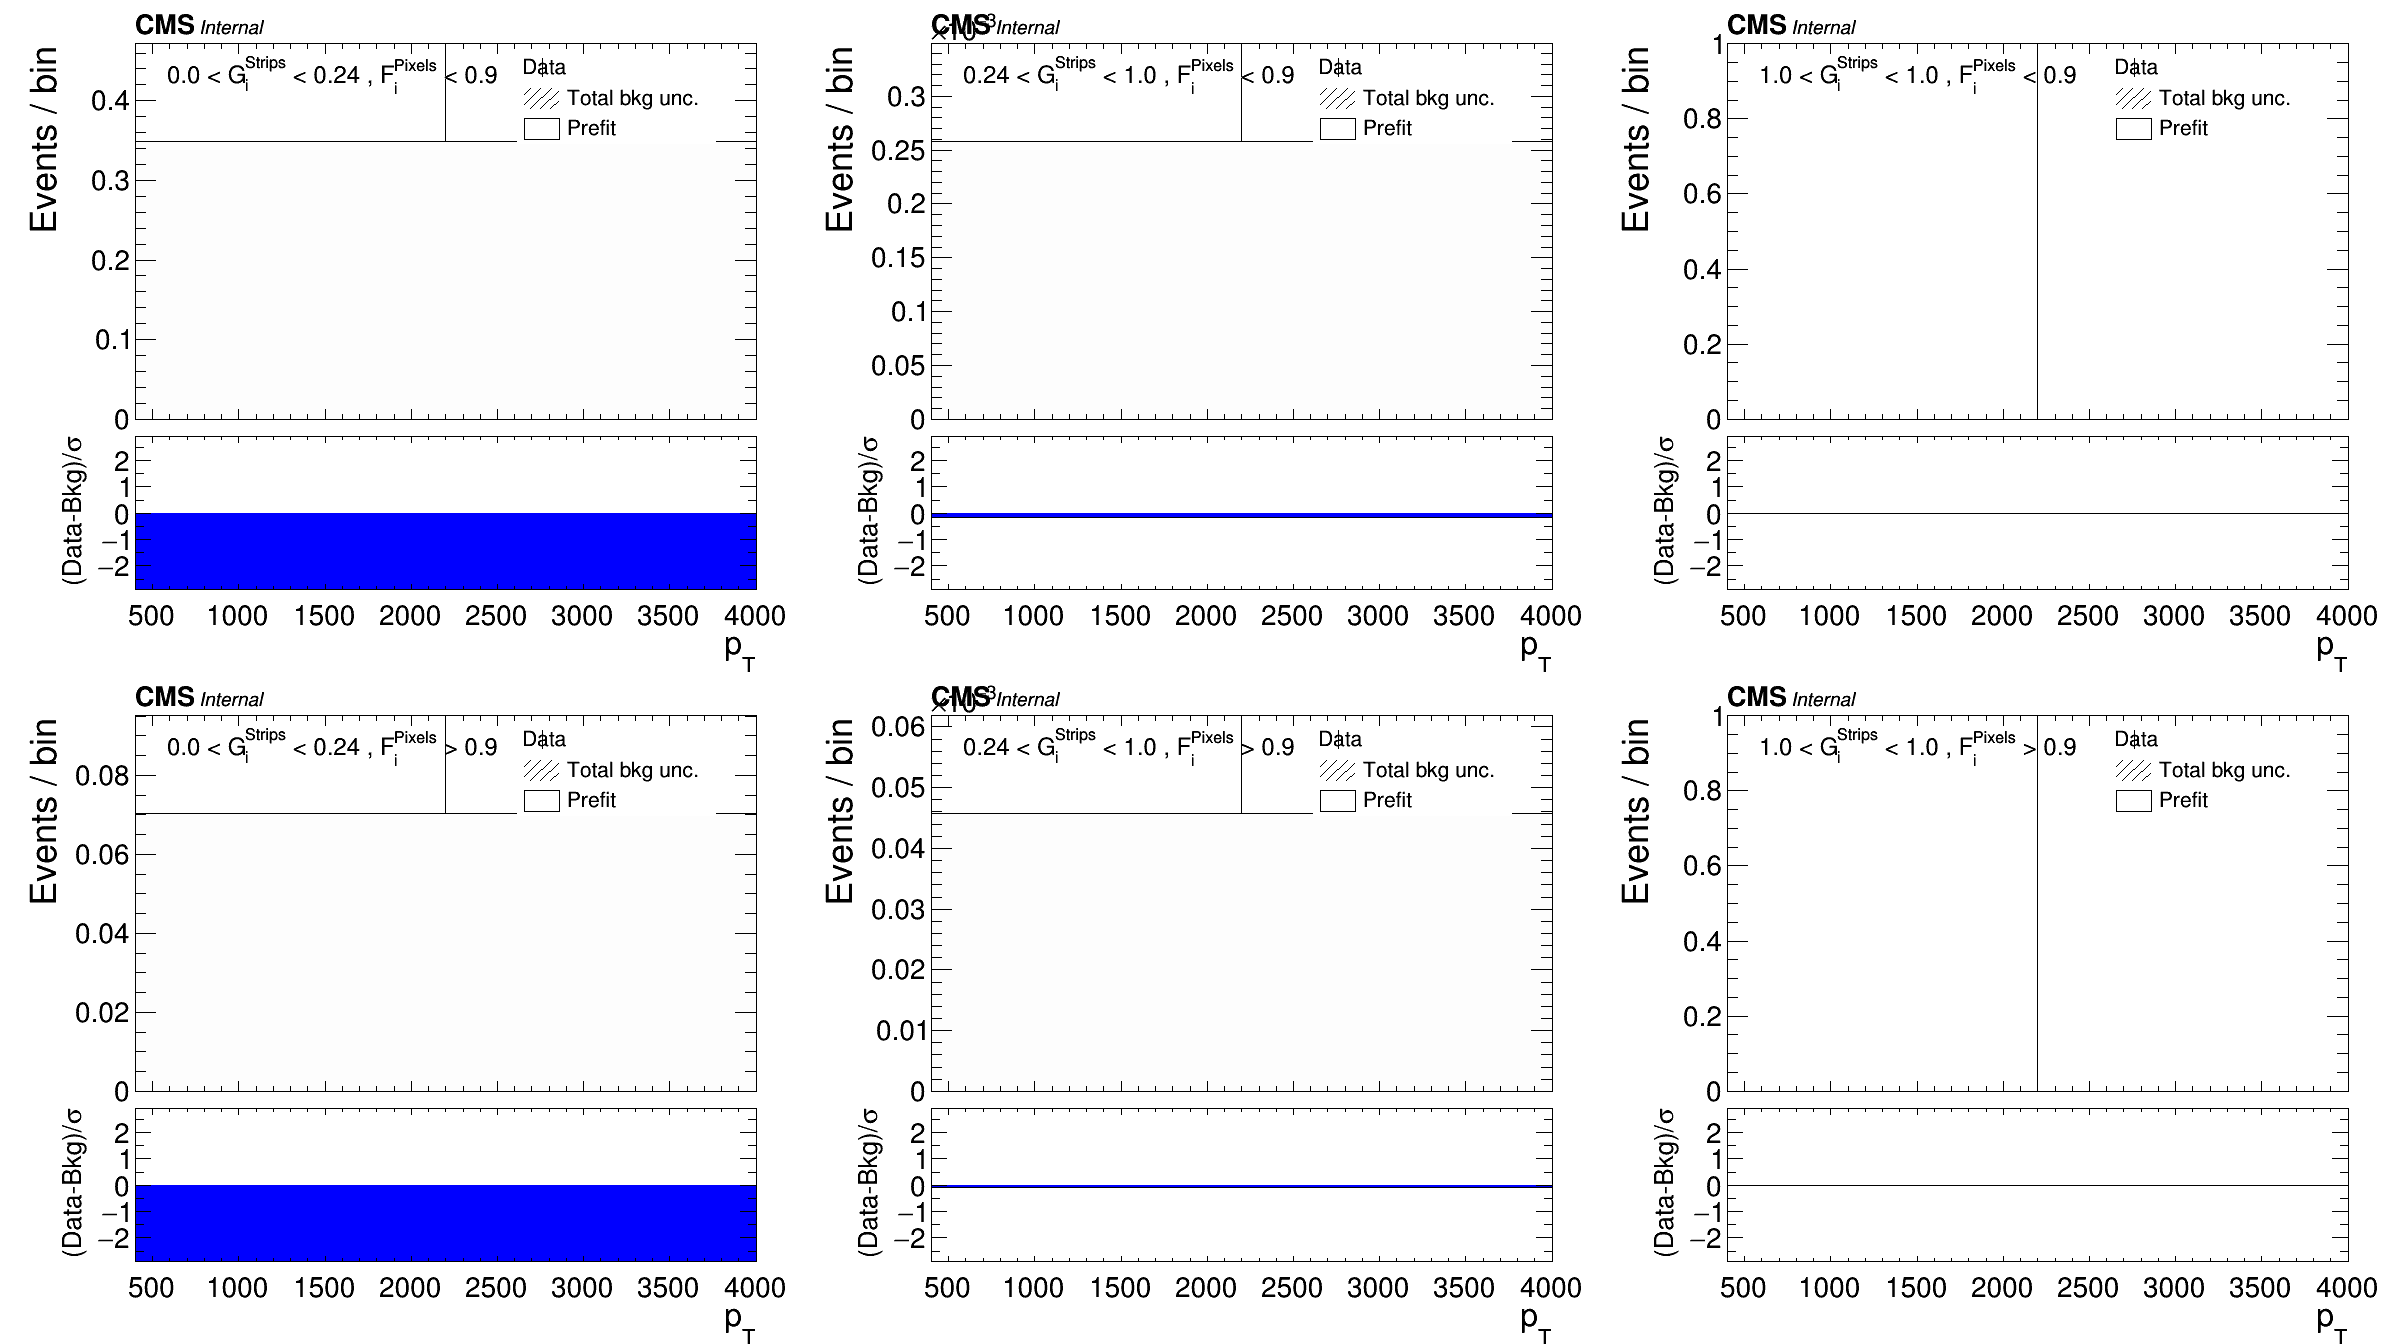 CMS Internal
0.0 < G_i^Strips < 0.24 , F_i^Pixels < 0.9
Data
Total bkg unc.
Prefit
Events / bin
0.4
0.3
0.2
0.1
0
(Data-Bkg)/σ
2
1
0
−1
−2
500 1000 1500 2000 2500 3000 3500 4000
p_T
CMS Internal
×10^-3
0.24 < G_i^Strips < 1.0 , F_i^Pixels < 0.9
Data
Total bkg unc.
Prefit
Events / bin
0.3
0.25
0.2
0.15
0.1
0.05
0
(Data-Bkg)/σ
2
1
0
−1
−2
500 1000 1500 2000 2500 3000 3500 4000
p_T
CMS Internal
1.0 < G_i^Strips < 1.0 , F_i^Pixels < 0.9
Data
Total bkg unc.
Prefit
Events / bin
1
0.8
0.6
0.4
0.2
0
(Data-Bkg)/σ
2
1
0
−1
−2
500 1000 1500 2000 2500 3000 3500 4000
p_T
CMS Internal
0.0 < G_i^Strips < 0.24 , F_i^Pixels > 0.9
Data
Total bkg unc.
Prefit
Events / bin
0.08
0.06
0.04
0.02
0
(Data-Bkg)/σ
2
1
0
−1
−2
500 1000 1500 2000 2500 3000 3500 4000
p_T
CMS Internal
×10^-3
0.24 < G_i^Strips < 1.0 , F_i^Pixels > 0.9
Data
Total bkg unc.
Prefit
Events / bin
0.06
0.05
0.04
0.03
0.02
0.01
0
(Data-Bkg)/σ
2
1
0
−1
−2
500 1000 1500 2000 2500 3000 3500 4000
p_T
CMS Internal
1.0 < G_i^Strips < 1.0 , F_i^Pixels > 0.9
Data
Total bkg unc.
Prefit
Events / bin
1
0.8
0.6
0.4
0.2
0
(Data-Bkg)/σ
2
1
0
−1
−2
500 1000 1500 2000 2500 3000 3500 4000
p_T